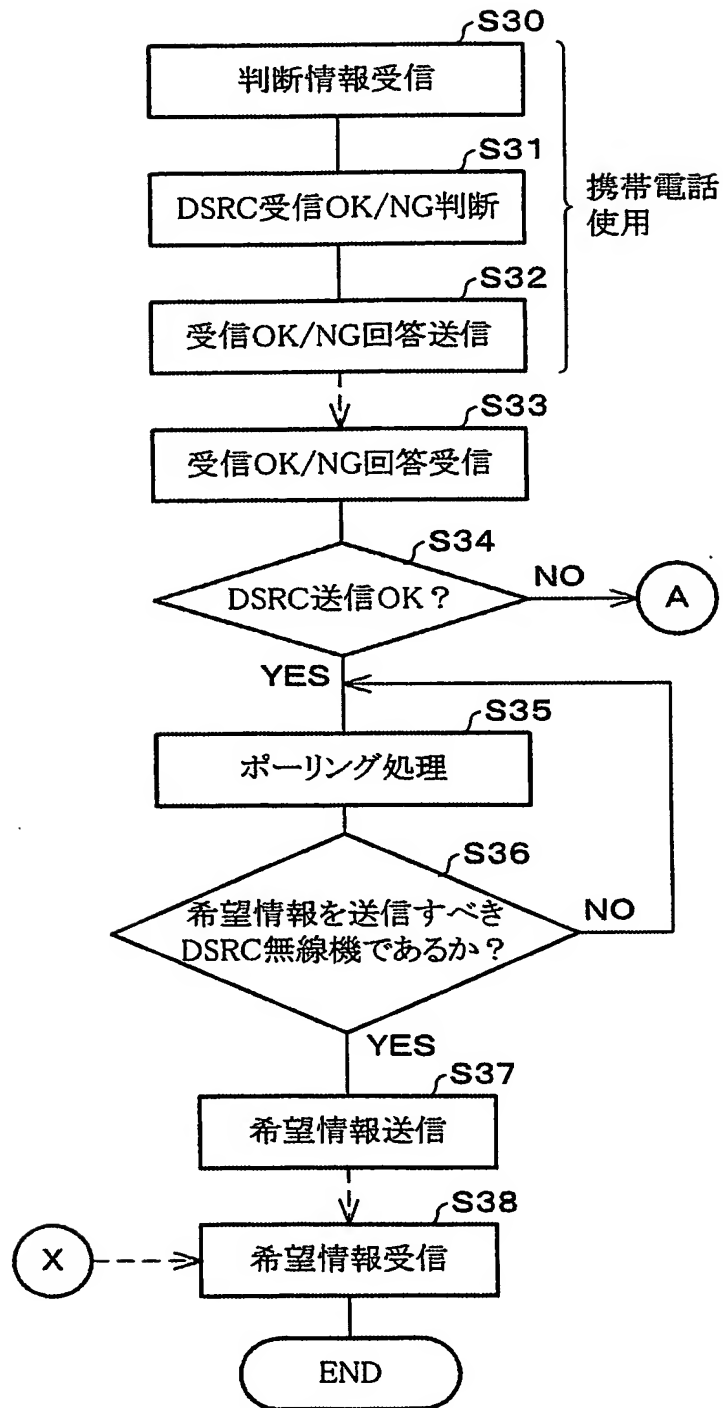 S30
判断情報受信
S31
DSRC受信OK/NG判断
携帯電話
使用
S32
受信OK/NG回答送信
S33
受信OK/NG回答受信
S34
DSRC送信OK？
NO
A
YES
S35
ポーリング処理
S36
希望情報を送信すべき
DSRC無線機であるか？
NO
YES
S37
希望情報送信
S38
X
希望情報受信
END